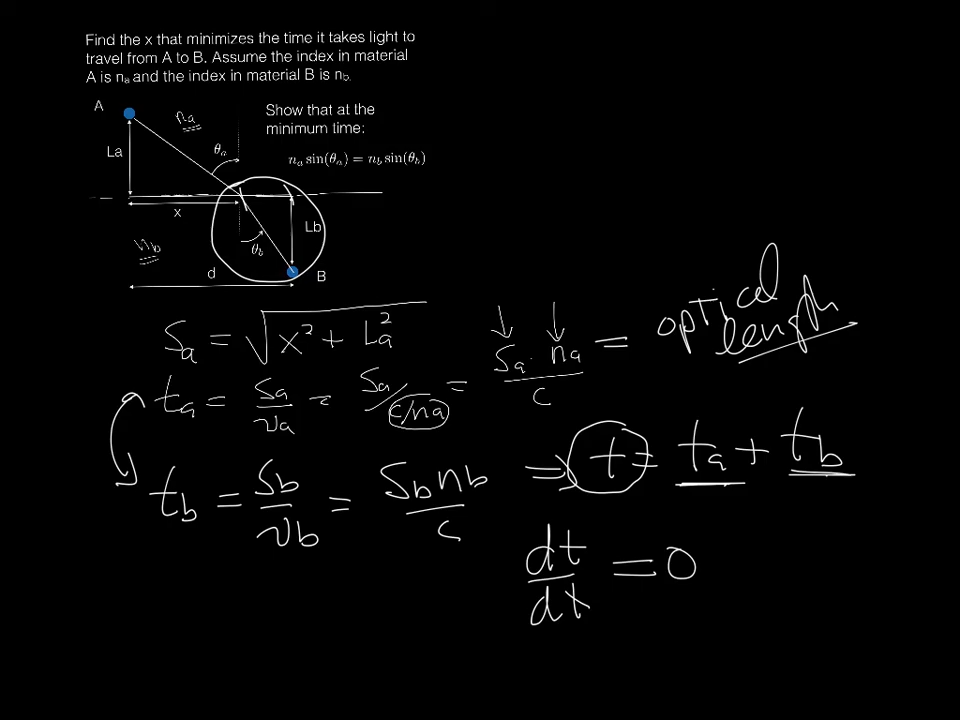 Find the x that minimizes the time it takes light to
travel from A to B. Assume the index in material
A is nₐ and the index in material B is n_b.
A
nₐ
Show that at the
minimum time:
θₐ
La
nₐ sin(θₐ) = n_b sin(θ_b)
x
Lb
n_b
θ_b
d
B
Sₐ = √(x² + Lₐ²)
tₐ = Sₐ/vₐ = Sₐ/(c/nₐ) = Sₐ · nₐ/c = optical length
t_b = S_b/v_b = S_b n_b/c ⇒ t = tₐ + t_b
dt/dx = 0